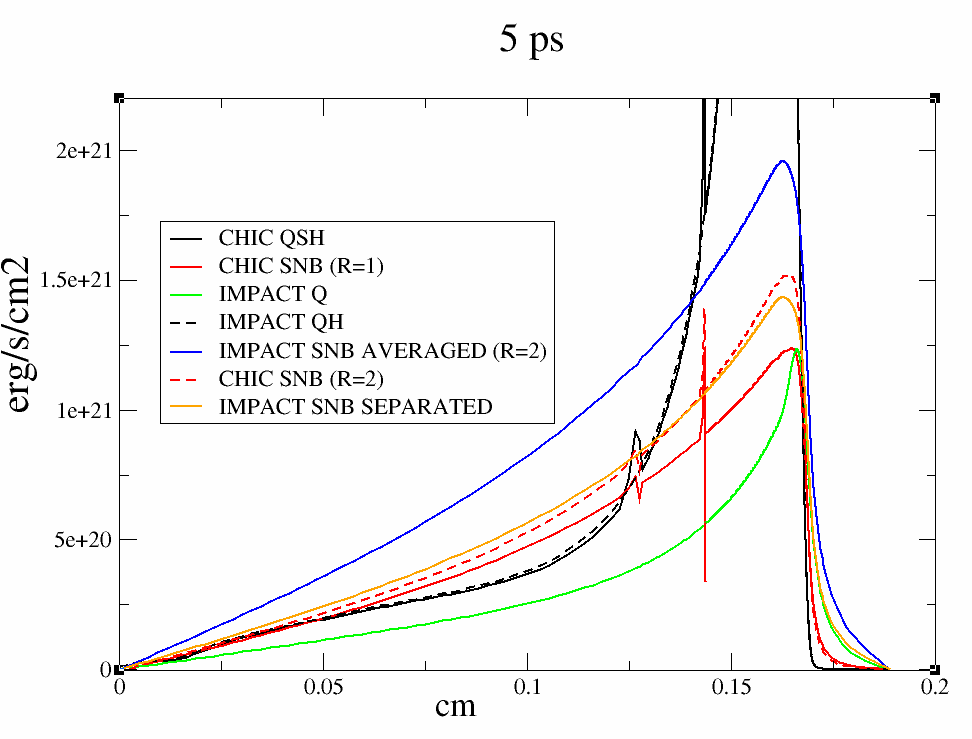 5 ps
erg/s/cm2
2e+21
1.5e+21
1e+21
5e+20
0
CHIC QSH
CHIC SNB (R=1)
IMPACT Q
IMPACT QH
IMPACT SNB AVERAGED (R=2)
CHIC SNB (R=2)
IMPACT SNB SEPARATED
0 0.05 0.1 0.15 0.2
cm